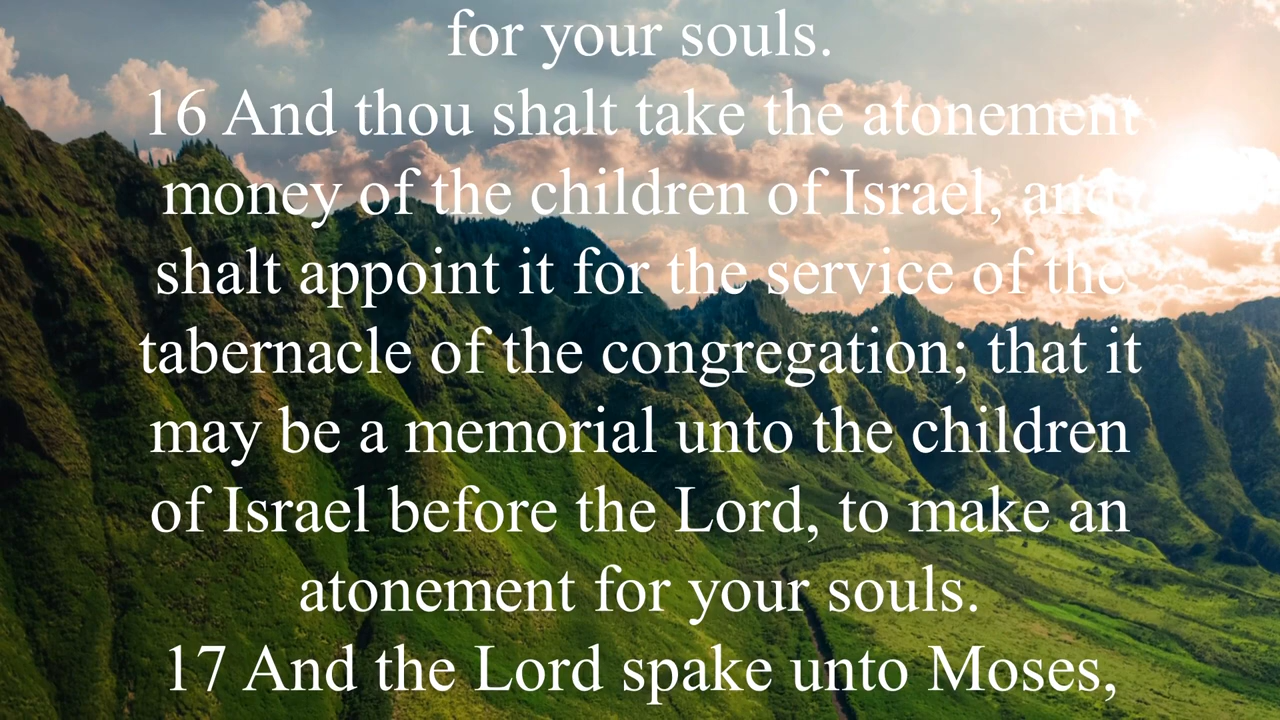 for your souls.
16 And thou shalt take the atonement
money of the children of Israel, and
shalt appoint it for the service of the
tabernacle of the congregation; that it
may be a memorial unto the children
of Israel before the Lord, to make an
atonement for your souls.
17 And the Lord spake unto Moses,